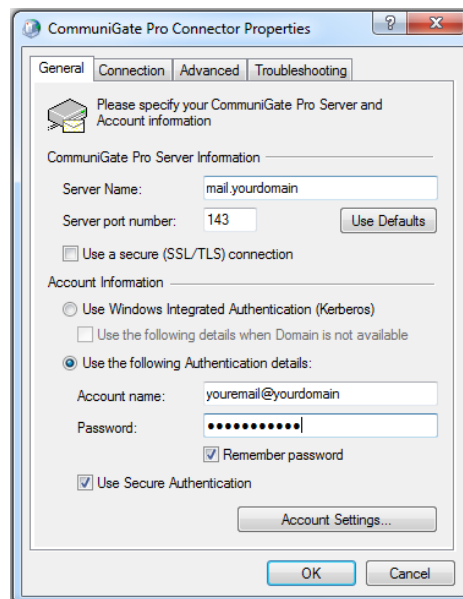 CommuniGate Pro Connector Properties
General Connection Advanced Troubleshooting
Please specify your CommuniGate Pro Server and
Account information
CommuniGate Pro Server Information
Server Name: mail.yourdomain
Server port number: 143 Use Defaults
Use a secure (SSL/TLS) connection
Account Information
Use Windows Integrated Authentication (Kerberos)
Use the following details when Domain is not available
Use the following Authentication details:
Account name: youremail@yourdomain
Password: ●●●●●●●●●●●
Remember password
Use Secure Authentication
Account Settings...
OK Cancel